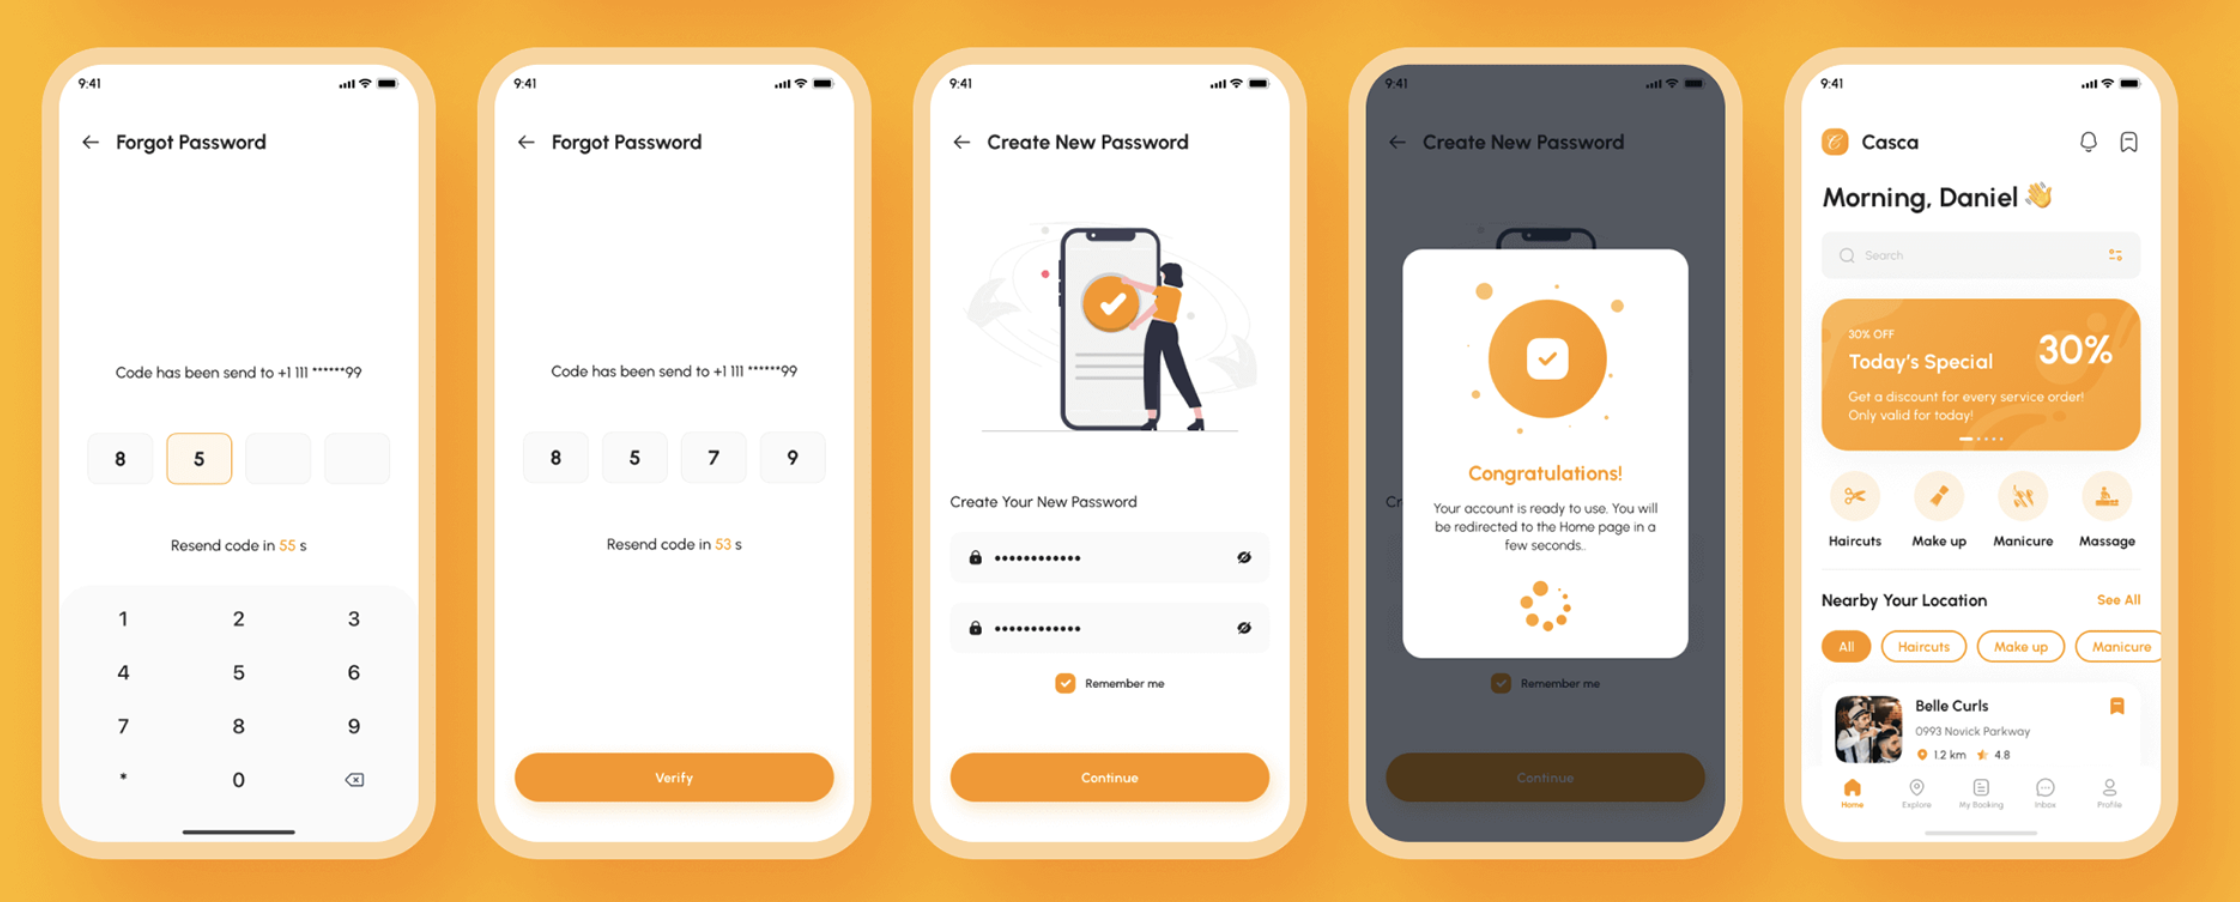 9:41
Forgot Password
Code has been send to +1 111 ******99
8 5
Resend code in 55 s
1 2 3
4 5 6
7 8 9
* 0
9:41
Forgot Password
Code has been send to +1 111 ******99
8 5 7 9
Resend code in 53 s
Verify
9:41
Create New Password
Create Your New Password
••••••••••••
••••••••••••
Remember me
Continue
9:41
Create New Password
Cr
Congratulations!
Your account is ready to use. You will
be redirected to the Home page in a
few seconds..
Remember me
Continue
9:41
C Casca
Morning, Daniel 👋
Search
30% OFF
Today's Special
30%
Get a discount for every service order!
Only valid for today!
Haircuts Make up Manicure Massage
Nearby Your Location See All
All Haircuts Make up Manicure
Belle Curls
0993 Novick Parkway
1.2 km 4.8
Home Explore My Booking Inbox Profile